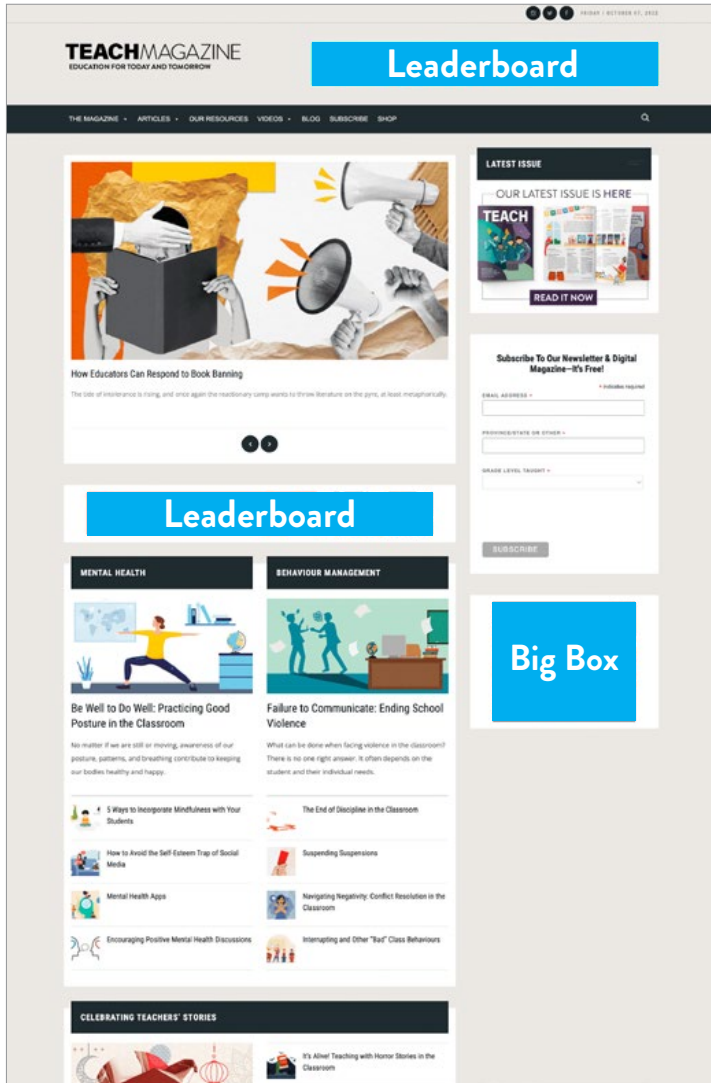 FRIDAY | OCTOBER 07, 2022
TEACHMAGAZINE
EDUCATION FOR TODAY AND TOMORROW
Leaderboard
THE MAGAZINE
ARTICLES
OUR RESOURCES
VIDEOS
BLOG
SUBSCRIBE
SHOP
How Educators Can Respond to Book Banning
The tide of intolerance is rising, and once again the reactionary camp wants to throw literature on the pyre, at least metaphorically.
LATEST ISSUE
OUR LATEST ISSUE IS HERE
TEACH
READ IT NOW
Subscribe To Our Newsletter & Digital
Magazine—It's Free!
* indicates required
EMAIL ADDRESS *
PROVINCE/STATE OR OTHER *
GRADE LEVEL TAUGHT *
SUBSCRIBE
Leaderboard
Big Box
MENTAL HEALTH
Be Well to Do Well: Practicing Good
Posture in the Classroom
No matter if we are still or moving, awareness of our
posture, patterns, and breathing contribute to keeping
our bodies healthy and happy.
5 Ways to Incorporate Mindfulness with Your
Students
How to Avoid the Self-Esteem Trap of Social
Media
Mental Health Apps
Encouraging Positive Mental Health Discussions
BEHAVIOUR MANAGEMENT
Failure to Communicate: Ending School
Violence
What can be done when facing violence in the classroom?
There is no one right answer. It often depends on the
student and their individual needs.
The End of Discipline in the Classroom
Suspending Suspensions
Navigating Negativity: Conflict Resolution in the
Classroom
Interrupting and Other "Bad" Class Behaviours
CELEBRATING TEACHERS' STORIES
It's Alive! Teaching with Horror Stories in the
Classroom